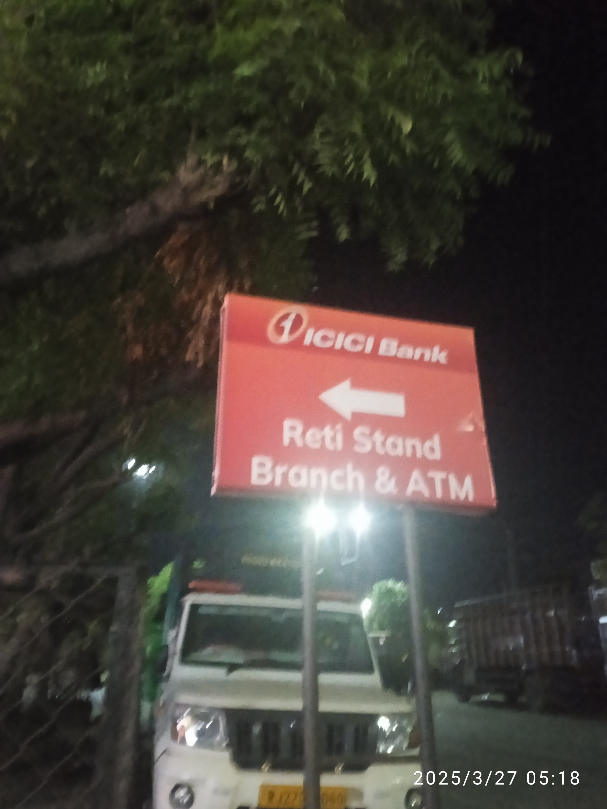 ICICI Bank
Reti Stand
Branch & ATM
2025/3/27 05:18